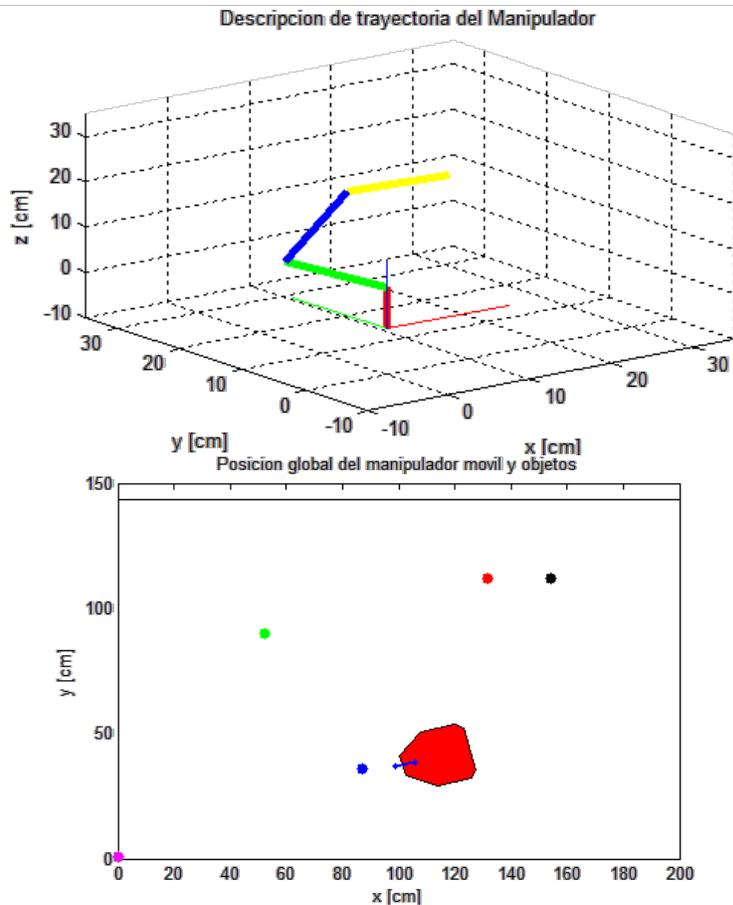 Descripcion de trayectoria del Manipulador
30
20
10
0
-10
z [cm]
30
20
10
0
-10
y [cm]
-10
0
10
20
30
x [cm]
Posicion global del manipulador movil y objetos
150
100
50
0
y [cm]
0 20 40 60 80 100 120 140 160 180 200
x [cm]